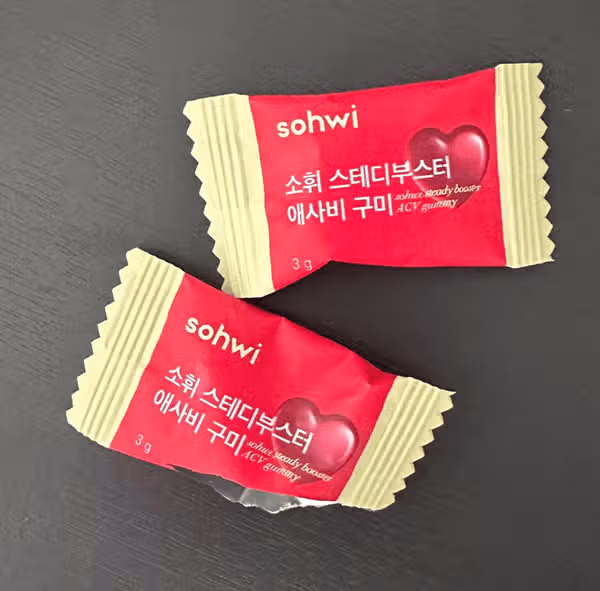 sohwi
소휘 스테디부스터
애사비 구미
sohwi steady booster
ACV gummy
3 g
sohwi
소휘 스테디부스터
애사비 구미
sohwi steady booster
ACV gummy
3 g